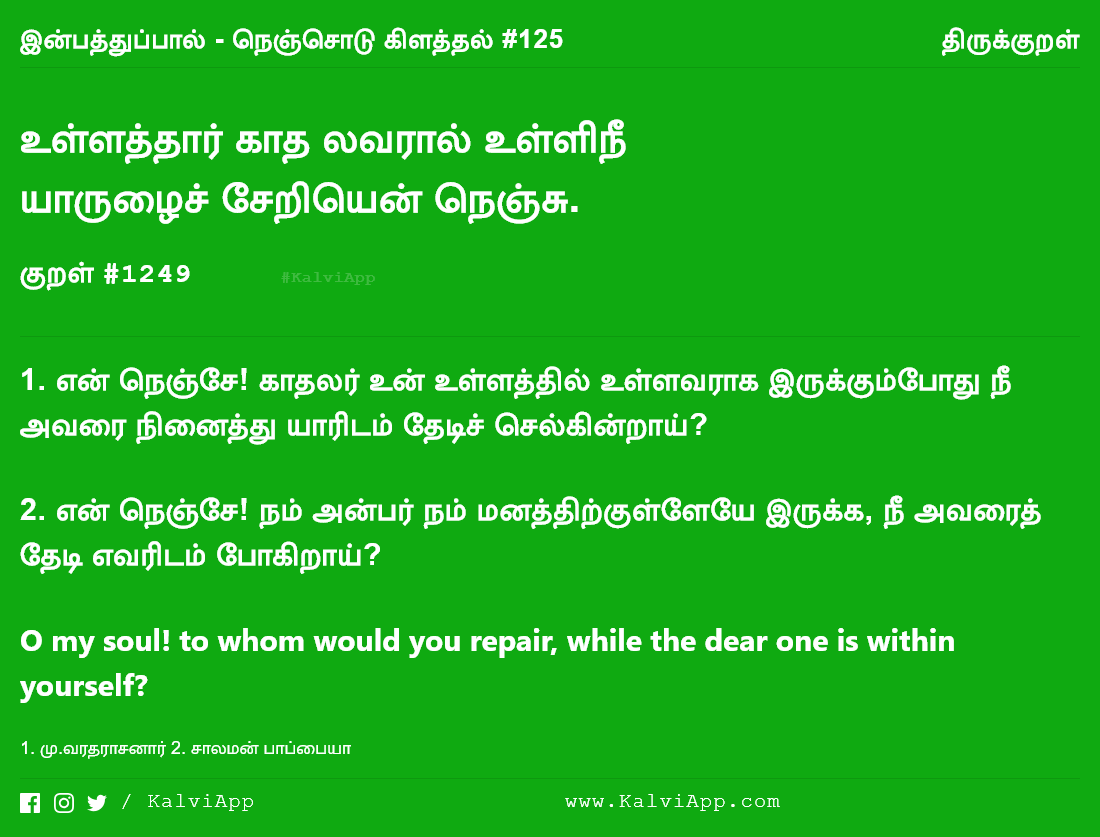 இன்பத்துப்பால் - நெஞ்சொடு கிளத்தல் #125
திருக்குறள்
உள்ளத்தார் காத லவரால் உள்ளிநீ
யாருழைச் சேறியென் நெஞ்சு.
குறள் #1249
#KalviApp
1. என் நெஞ்சே! காதலர் உன் உள்ளத்தில் உள்ளவராக இருக்கும்போது நீ
அவரை நினைத்து யாரிடம் தேடிச் செல்கின்றாய்?
2. என் நெஞ்சே! நம் அன்பர் நம் மனத்திற்குள்ளேயே இருக்க, நீ அவரைத்
தேடி எவரிடம் போகிறாய்?
O my soul! to whom would you repair, while the dear one is within
yourself?
1. மு.வரதராசனார் 2. சாலமன் பாப்பையா
/ KalviApp
www.KalviApp.com